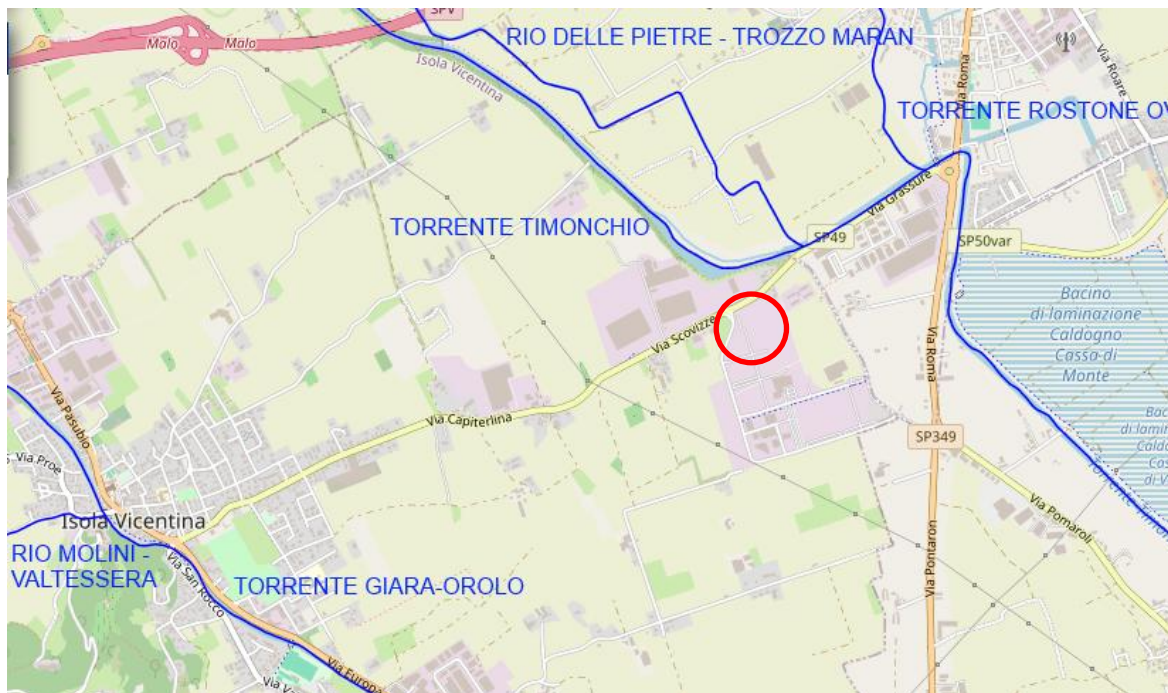 SPV
Malo
Malo
RIO DELLE PIETRE - TROZZO MARAN
Isola Vicentina
Via Roma
Via Roare
TORRENTE ROSTONE OV
Via Grassure
TORRENTE TIMONCHIO
SP49
SP50var
Bacino
di laminazione
Caldogno
Cassa di
Monte
Via Scovizze
Via Roma
Via Pasubio
Via Capiterlina
SP349
Via Proe
Isola Vicentina
Via Pomaroli
RIO MOLINI -
VALTESSERA
Via San Rocco
TORRENTE GIARA-OROLO
Via Pontaron
Via Europa